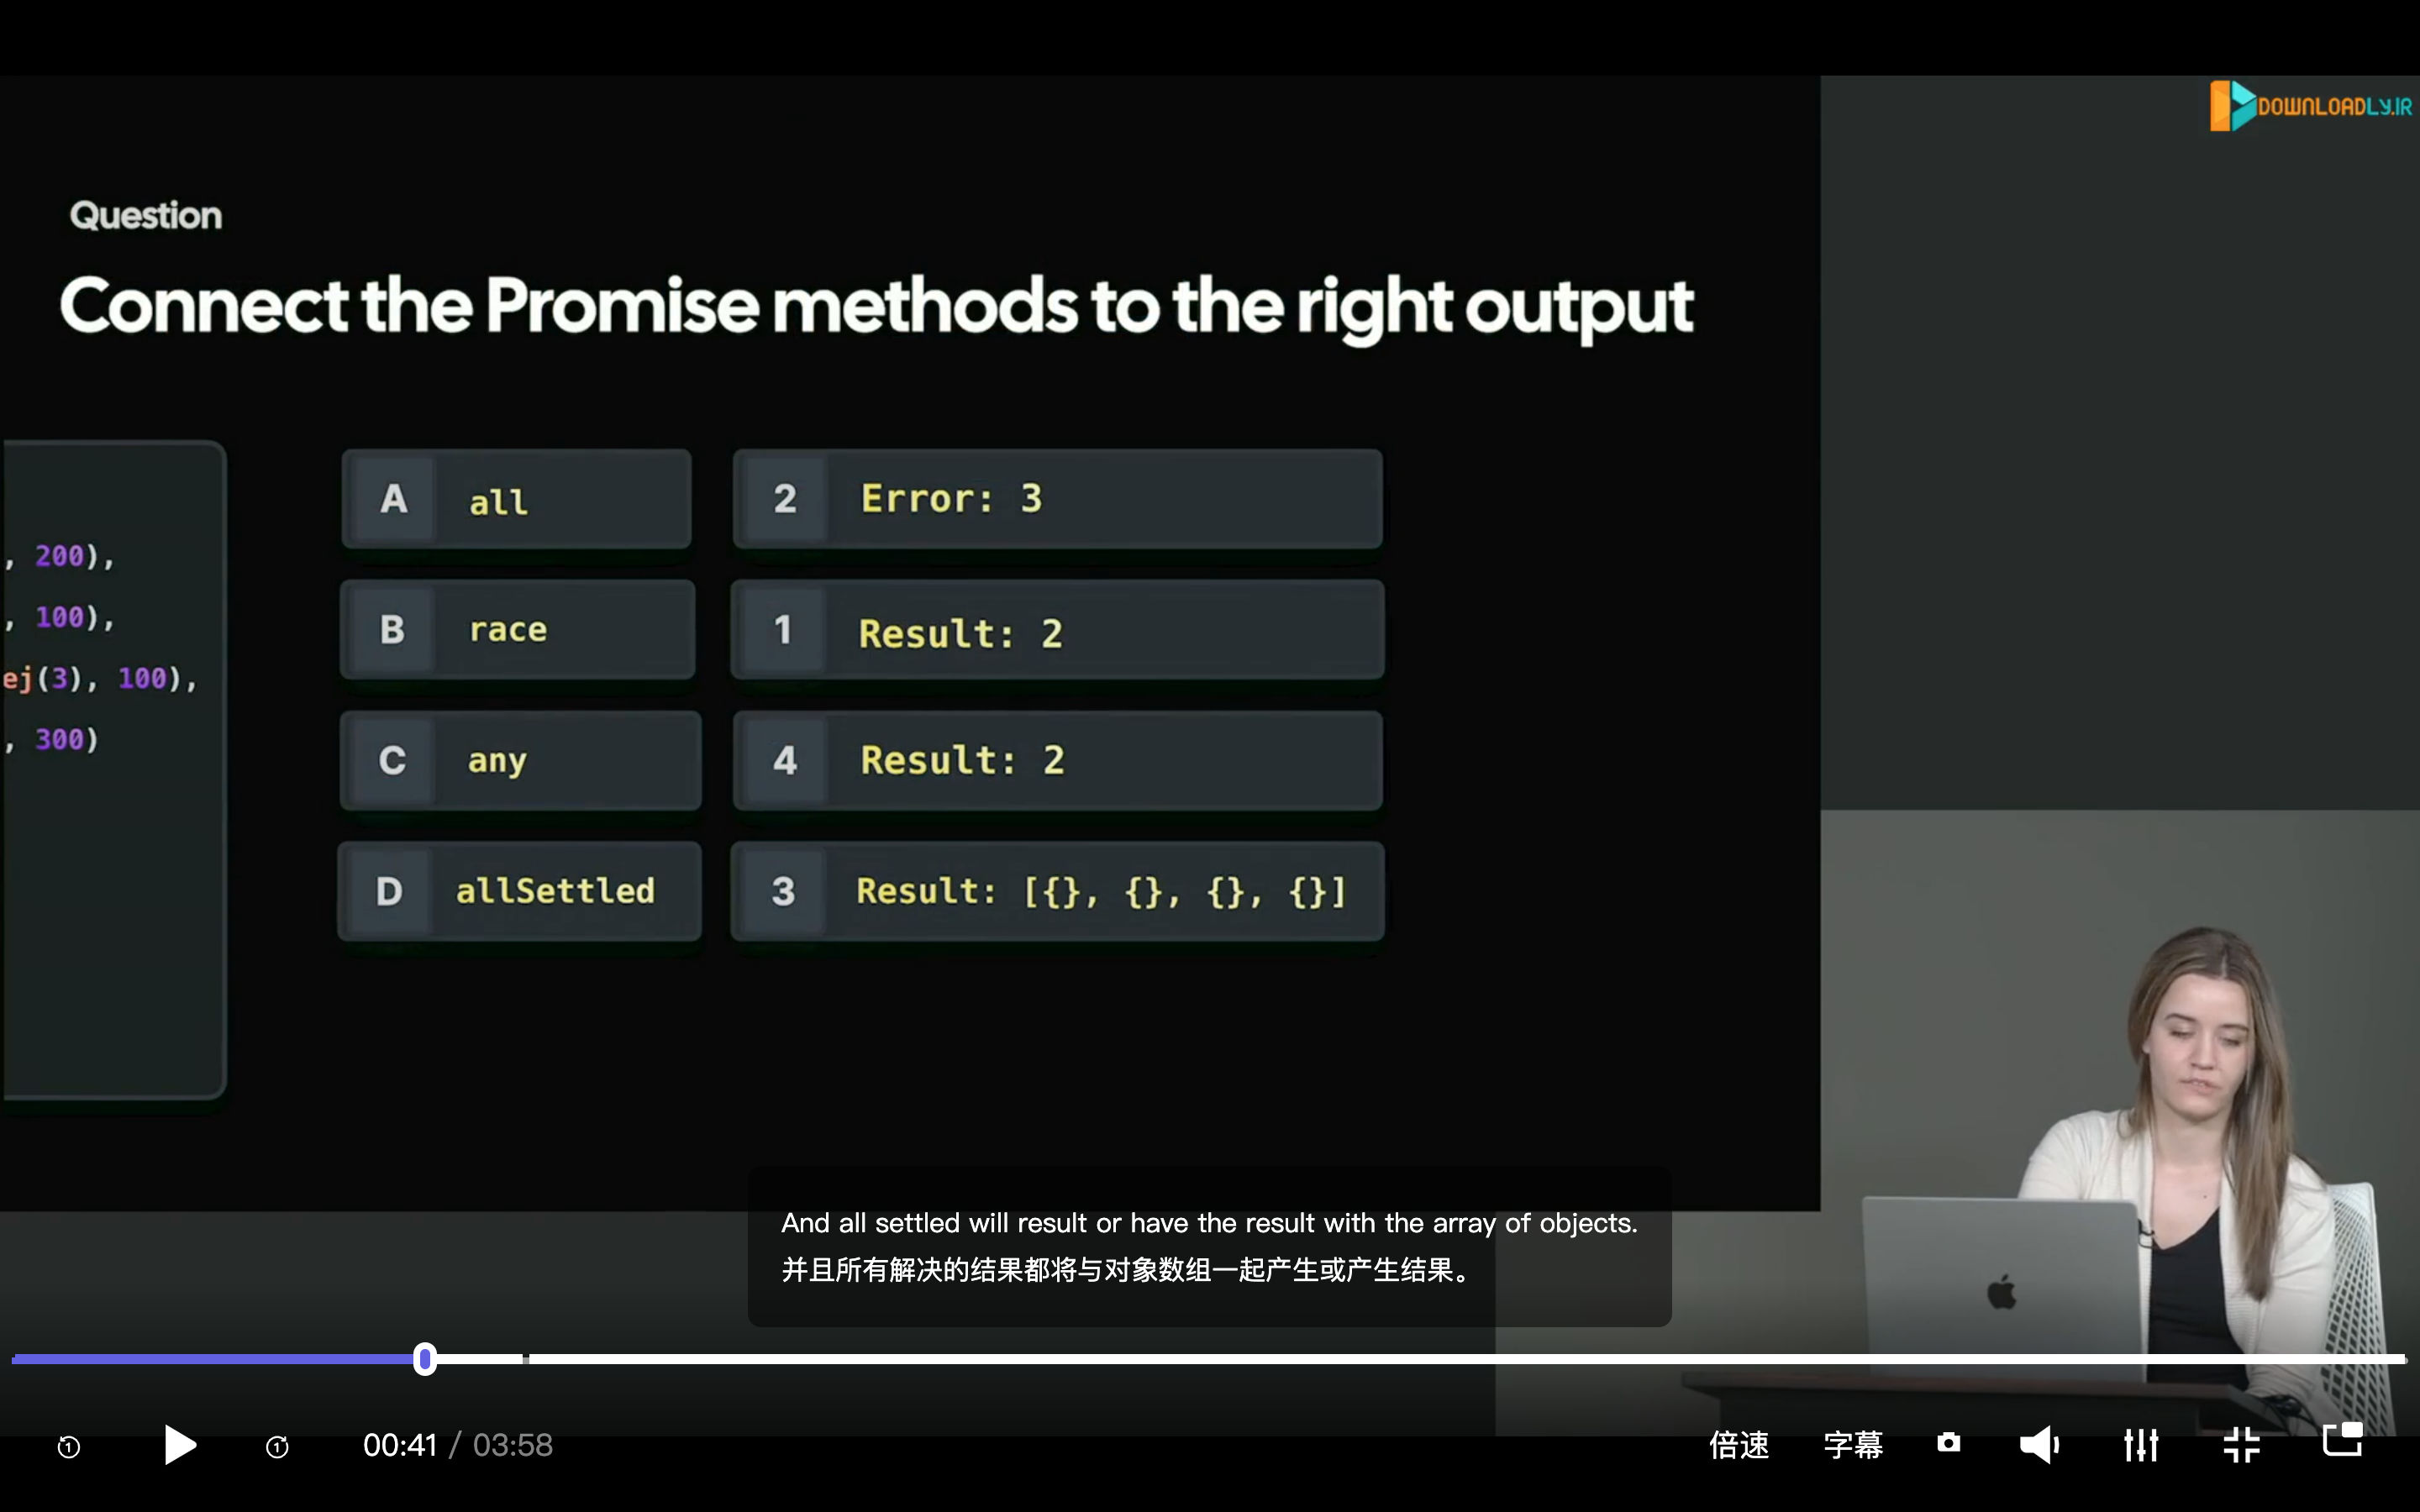 DOWNLOADLY.IR
Question
Connect the Promise methods to the right output
, 200),
, 100),
ej(3), 100),
, 300)
A all 2 Error: 3
B race 1 Result: 2
C any 4 Result: 2
D allSettled 3 Result: [{}, {}, {}, {}]
And all settled will result or have the result with the array of objects.
并且所有解决的结果都将与对象数组一起产生或产生结果。
1
1
00:41 / 03:58
倍速
字幕